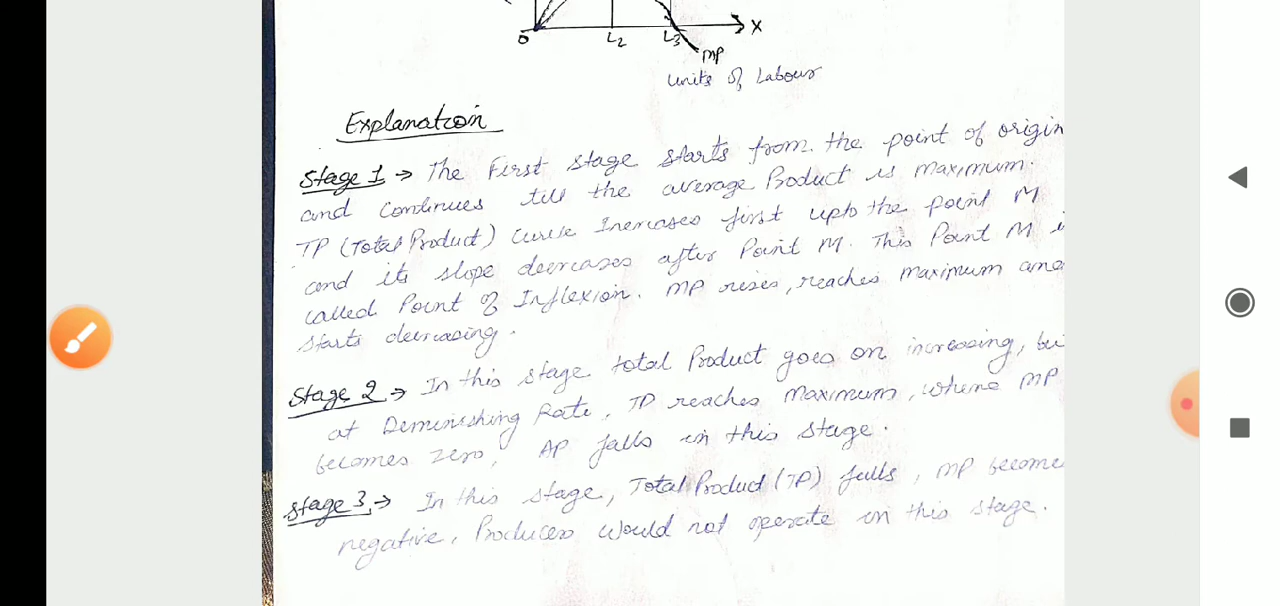 O L2 L3 X
MP
Units of Labour
Explanation
Stage 1 → The First stage starts from the point of origin
and continues till the average Product is maximum.
TP (Total Product) Curve Increases first upto the point M
and its slope decreases after Point M. This Point M i
called Point of Inflexion. MP rises, reaches maximum and
starts decreasing.
Stage 2 → In this stage total Product goes on increasing, bu
at Deminishing Rate, TP reaches Maximum, where MP
becomes zero, AP falls in this stage.
Stage 3 → In this stage, Total Product (TP) falls, MP become
negative, Producers would not operate in this stage.